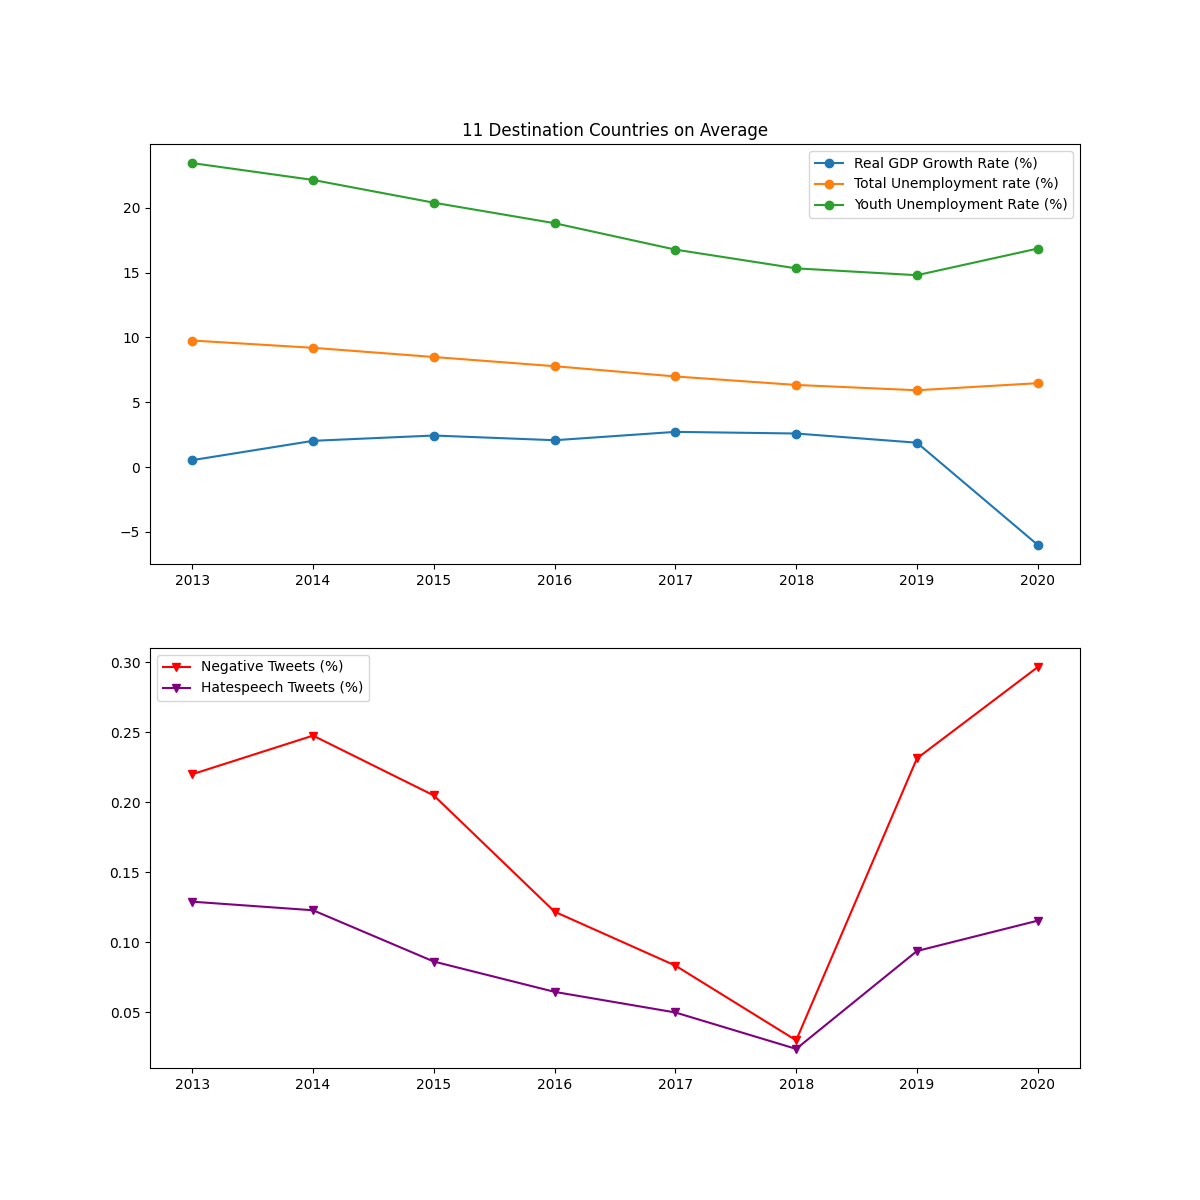 11 Destination Countries on Average
Real GDP Growth Rate (%)
Total Unemployment rate (%)
Youth Unemployment Rate (%)
20
15
10
5
0
−5
2013 2014 2015 2016 2017 2018 2019 2020
Negative Tweets (%)
Hatespeech Tweets (%)
0.30
0.25
0.20
0.15
0.10
0.05
2013 2014 2015 2016 2017 2018 2019 2020